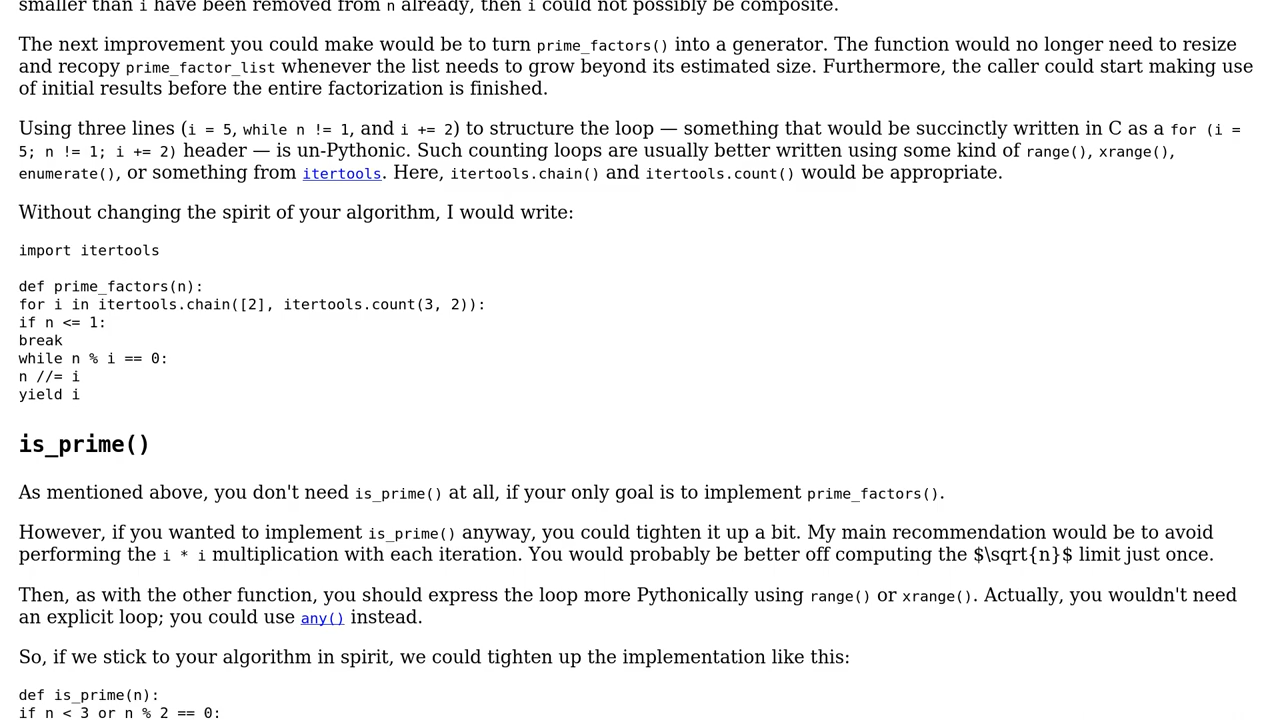 smaller than i have been removed from n already, then i could not possibly be composite.
The next improvement you could make would be to turn prime_factors() into a generator. The function would no longer need to resize
and recopy prime_factor_list whenever the list needs to grow beyond its estimated size. Furthermore, the caller could start making use
of initial results before the entire factorization is finished.
Using three lines (i = 5, while n != 1, and i += 2) to structure the loop — something that would be succinctly written in C as a for (i =
5; n != 1; i += 2) header — is un-Pythonic. Such counting loops are usually better written using some kind of range(), xrange(),
enumerate(), or something from itertools. Here, itertools.chain() and itertools.count() would be appropriate.
Without changing the spirit of your algorithm, I would write:
import itertools
def prime_factors(n):
for i in itertools.chain([2], itertools.count(3, 2)):
if n <= 1:
break
while n % i == 0:
n //= i
yield i
is_prime()
As mentioned above, you don't need is_prime() at all, if your only goal is to implement prime_factors().
However, if you wanted to implement is_prime() anyway, you could tighten it up a bit. My main recommendation would be to avoid
performing the i * i multiplication with each iteration. You would probably be better off computing the $\sqrt{n}$ limit just once.
Then, as with the other function, you should express the loop more Pythonically using range() or xrange(). Actually, you wouldn't need
an explicit loop; you could use any() instead.
So, if we stick to your algorithm in spirit, we could tighten up the implementation like this:
def is_prime(n):
if n < 3 or n % 2 == 0: